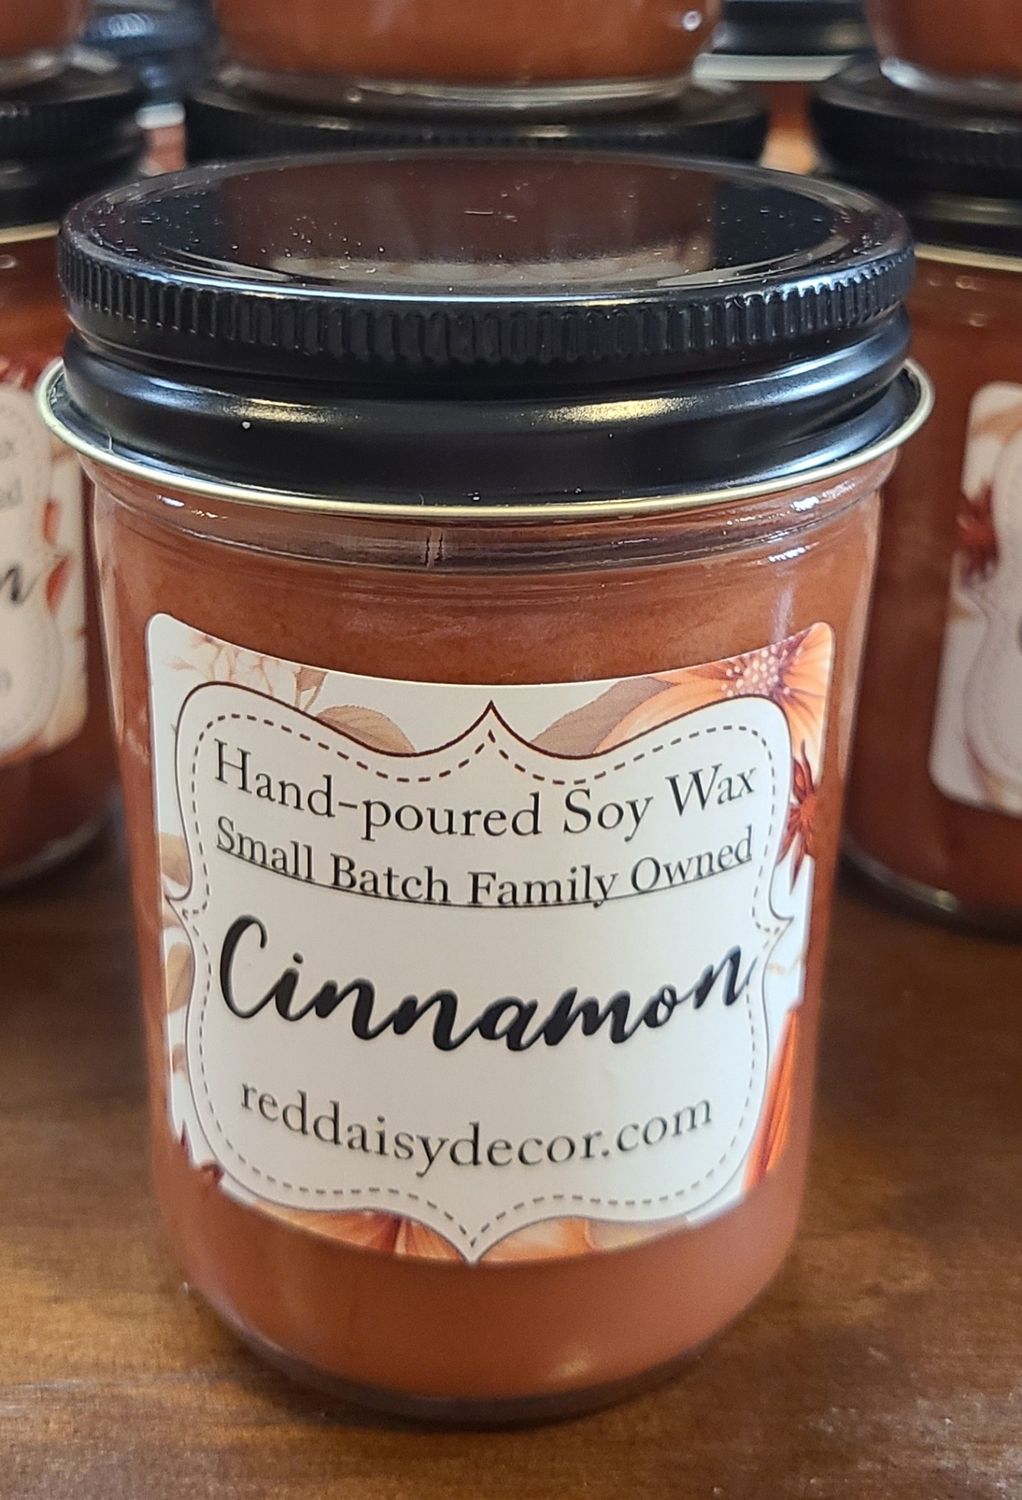 Hand-poured Soy Wax
Small Batch Family Owned
Cinnamon
reddaisydecor.com